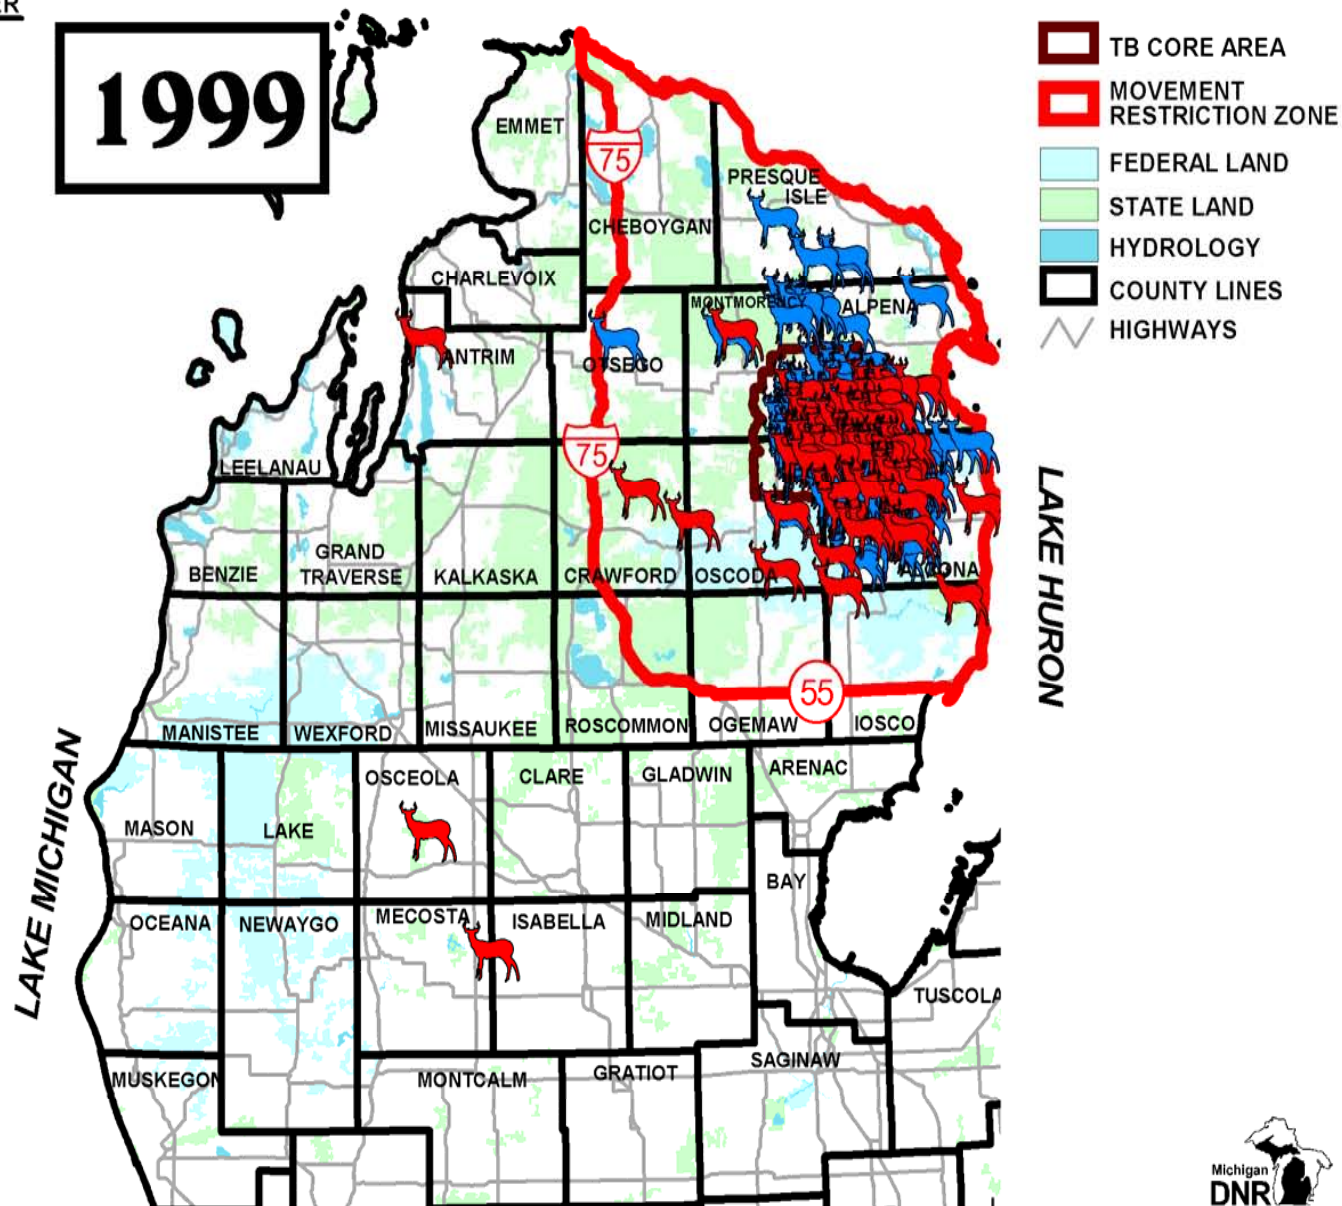 1999
TB CORE AREA
MOVEMENT
RESTRICTION ZONE
FEDERAL LAND
STATE LAND
HYDROLOGY
COUNTY LINES
HIGHWAYS
EMMET
75
PRESQUE
ISLE
CHEBOYGAN
CHARLEVOIX
MONTMORENCY
ALPENA
ANTRIM
OTSEGO
75
LEELANAU
LAKE HURON
GRAND
TRAVERSE
BENZIE
KALKASKA
CRAWFORD
OSCODA
ALCONA
55
MANISTEE
WEXFORD
MISSAUKEE
ROSCOMMON
OGEMAW
IOSCO
LAKE MICHIGAN
OSCEOLA
CLARE
GLADWIN
ARENAC
MASON
LAKE
BAY
OCEANA
NEWAYGO
MECOSTA
ISABELLA
MIDLAND
TUSCOLA
MUSKEGON
MONTCALM
GRATIOT
SAGINAW
Michigan
DNR